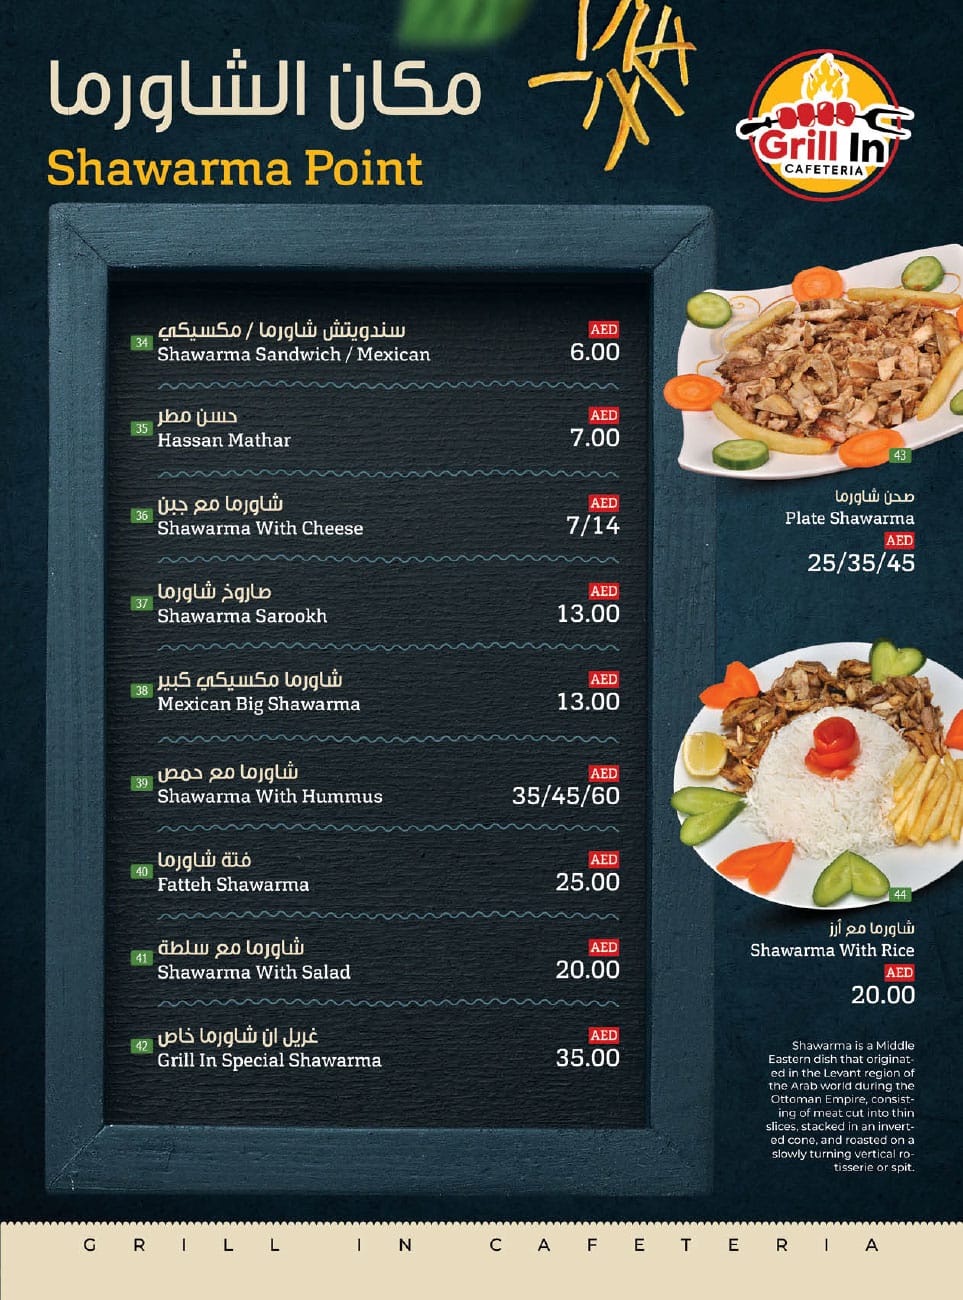 مكان الشاورما
Shawarma Point
Grill In
CAFETERIA
34
سندويتش شاورما / مكسيكي
Shawarma Sandwich / Mexican
AED
6.00
35
حسن مطر
Hassan Mathar
AED
7.00
36
شاورما مع جبن
Shawarma With Cheese
AED
7/14
37
صاروخ شاورما
Shawarma Sarookh
AED
13.00
38
شاورما مكسيكي كبير
Mexican Big Shawarma
AED
13.00
39
شاورما مع حمص
Shawarma With Hummus
AED
35/45/60
40
فتة شاورما
Fatteh Shawarma
AED
25.00
41
شاورما مع سلطة
Shawarma With Salad
AED
20.00
42
غريل ان شاورما خاص
Grill In Special Shawarma
AED
35.00
43
صحن شاورما
Plate Shawarma
AED
25/35/45
44
شاورما مع أرز
Shawarma With Rice
AED
20.00
Shawarma is a Middle
Eastern dish that originat-
ed in the Levant region of
the Arab world during the
Ottoman Empire, consist-
ing of meat cut into thin
slices, stacked in an invert-
ed cone, and roasted on a
slowly turning vertical ro-
tisserie or spit.
GRILL IN CAFETERIA